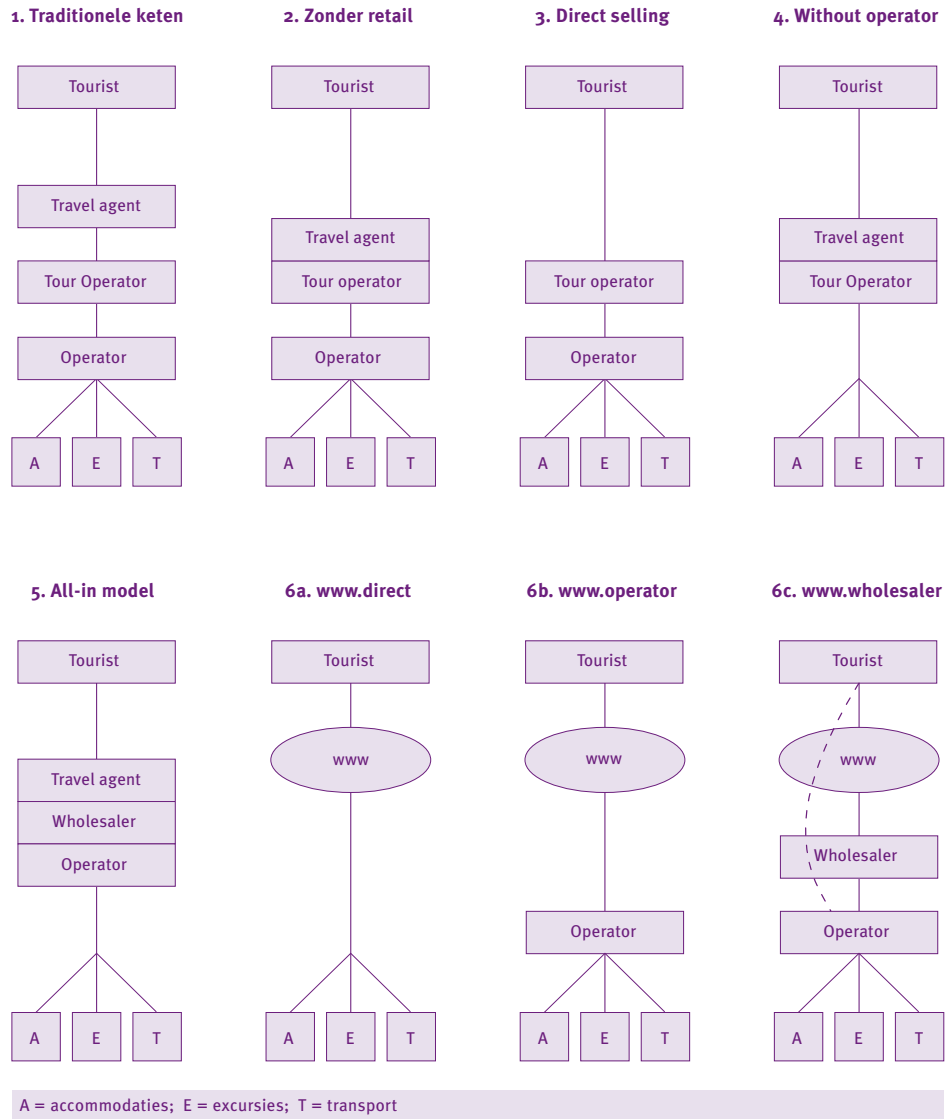 1. Traditionele keten
Tourist
Travel agent
Tour Operator
Operator
A E T
2. Zonder retail
Tourist
Travel agent
Tour operator
Operator
A E T
3. Direct selling
Tourist
Tour operator
Operator
A E T
4. Without operator
Tourist
Travel agent
Tour Operator
A E T
5. All-in model
Tourist
Travel agent
Wholesaler
Operator
A E T
6a. www.direct
Tourist
www
A E T
6b. www.operator
Tourist
www
Operator
A E T
6c. www.wholesaler
Tourist
www
Wholesaler
Operator
A E T
A = accommodaties; E = excursies; T = transport